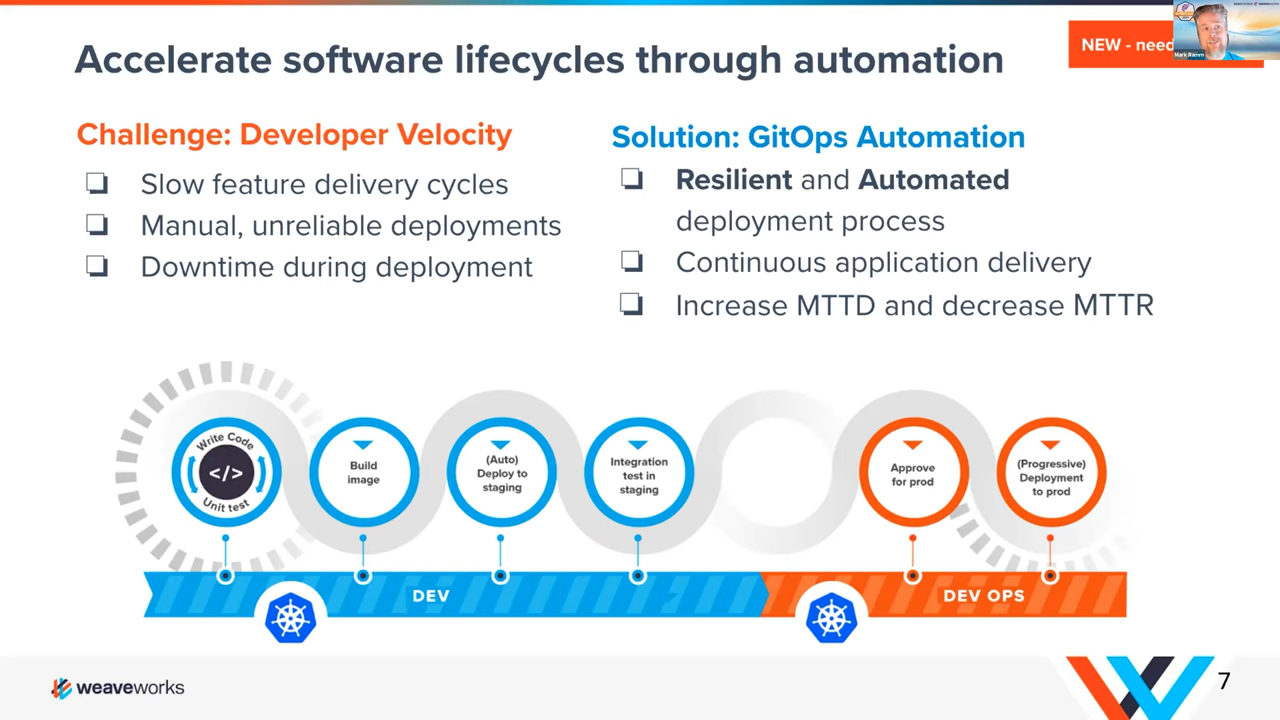 Accelerate software lifecycles through automation
NEW - need
Mark Ramm
Challenge: Developer Velocity
Slow feature delivery cycles
Manual, unreliable deployments
Downtime during deployment
Solution: GitOps Automation
Resilient and Automated
deployment process
Continuous application delivery
Increase MTTD and decrease MTTR
Write Code
</>
Unit test
Build
image
(Auto)
Deploy to
staging
Integration
test in
staging
Approve
for prod
(Progressive)
Deployment
to prod
DEV
DEV OPS
weaveworks
7